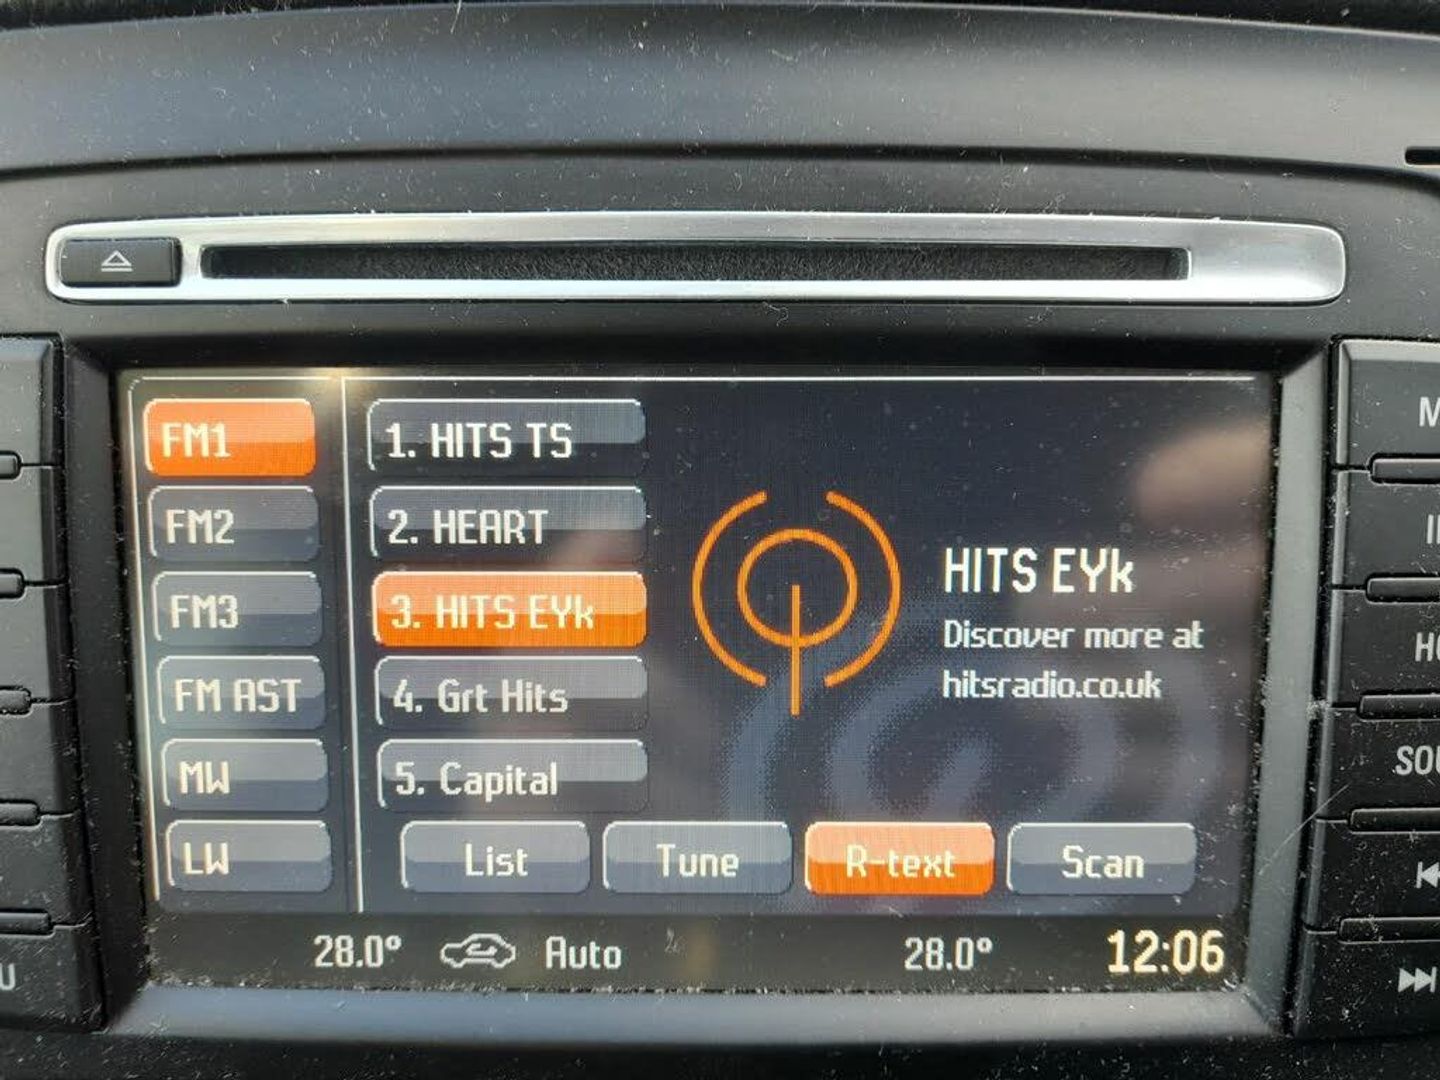 FM1
FM2
FM3
FM AST
MW
LW
1. HITS TS
2. HEART
3. HITS EYk
4. Grt Hits
5. Capital
HITS EYk
Discover more at
hitsradio.co.uk
List
Tune
R-text
Scan
28.0°
Auto
28.0°
12:06